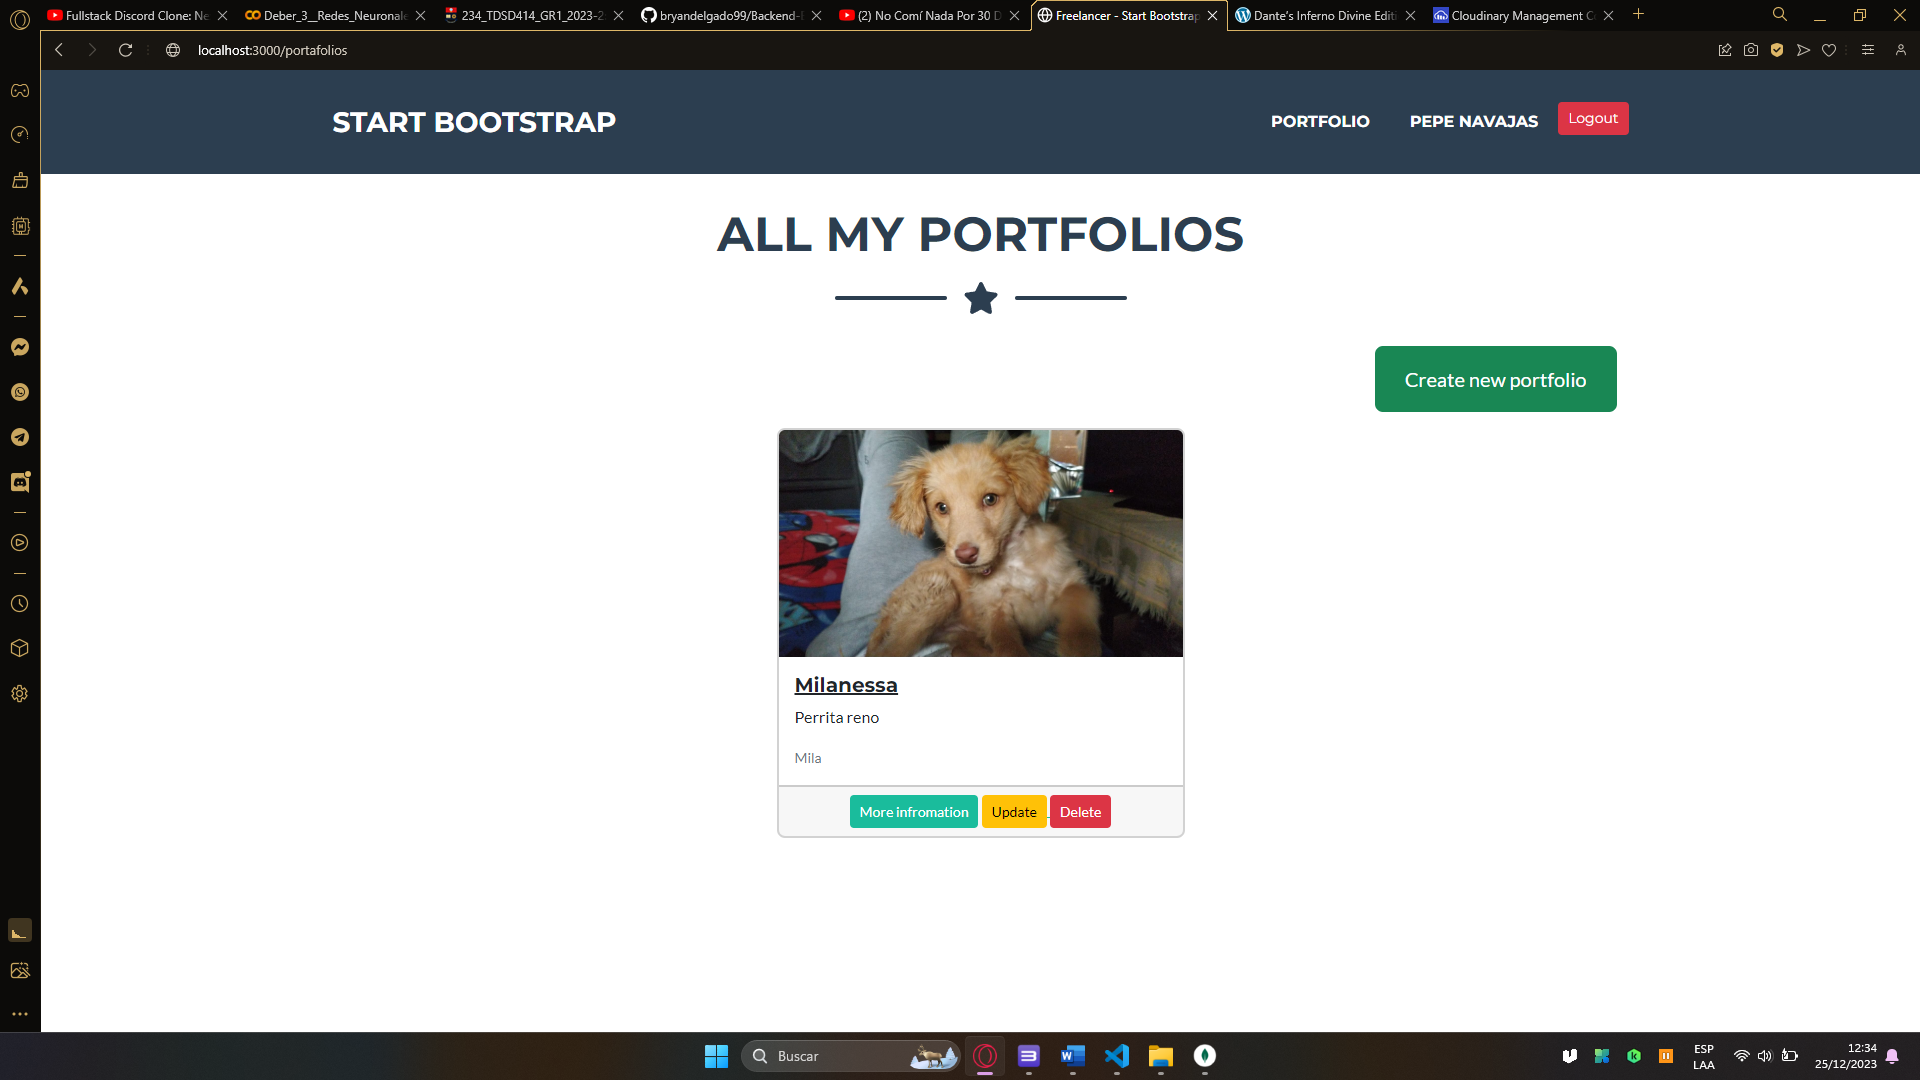 Fullstack Discord Clone: Ne
Deber_3__Redes_Neuronale
234_TDSD414_GR1_2023-2
bryandelgado99/Backend-
(2) No Comí Nada Por 30 D
Freelancer - Start Bootstrap
Dante's Inferno Divine Editi
Cloudinary Management C
localhost:3000/portafolios
START BOOTSTRAP
PORTFOLIO
PEPE NAVAJAS
Logout
ALL MY PORTFOLIOS
Create new portfolio
Milanessa
Perrita reno
Mila
More infromation
Update
Delete
Buscar
ESP
LAA
12:34
25/12/2023